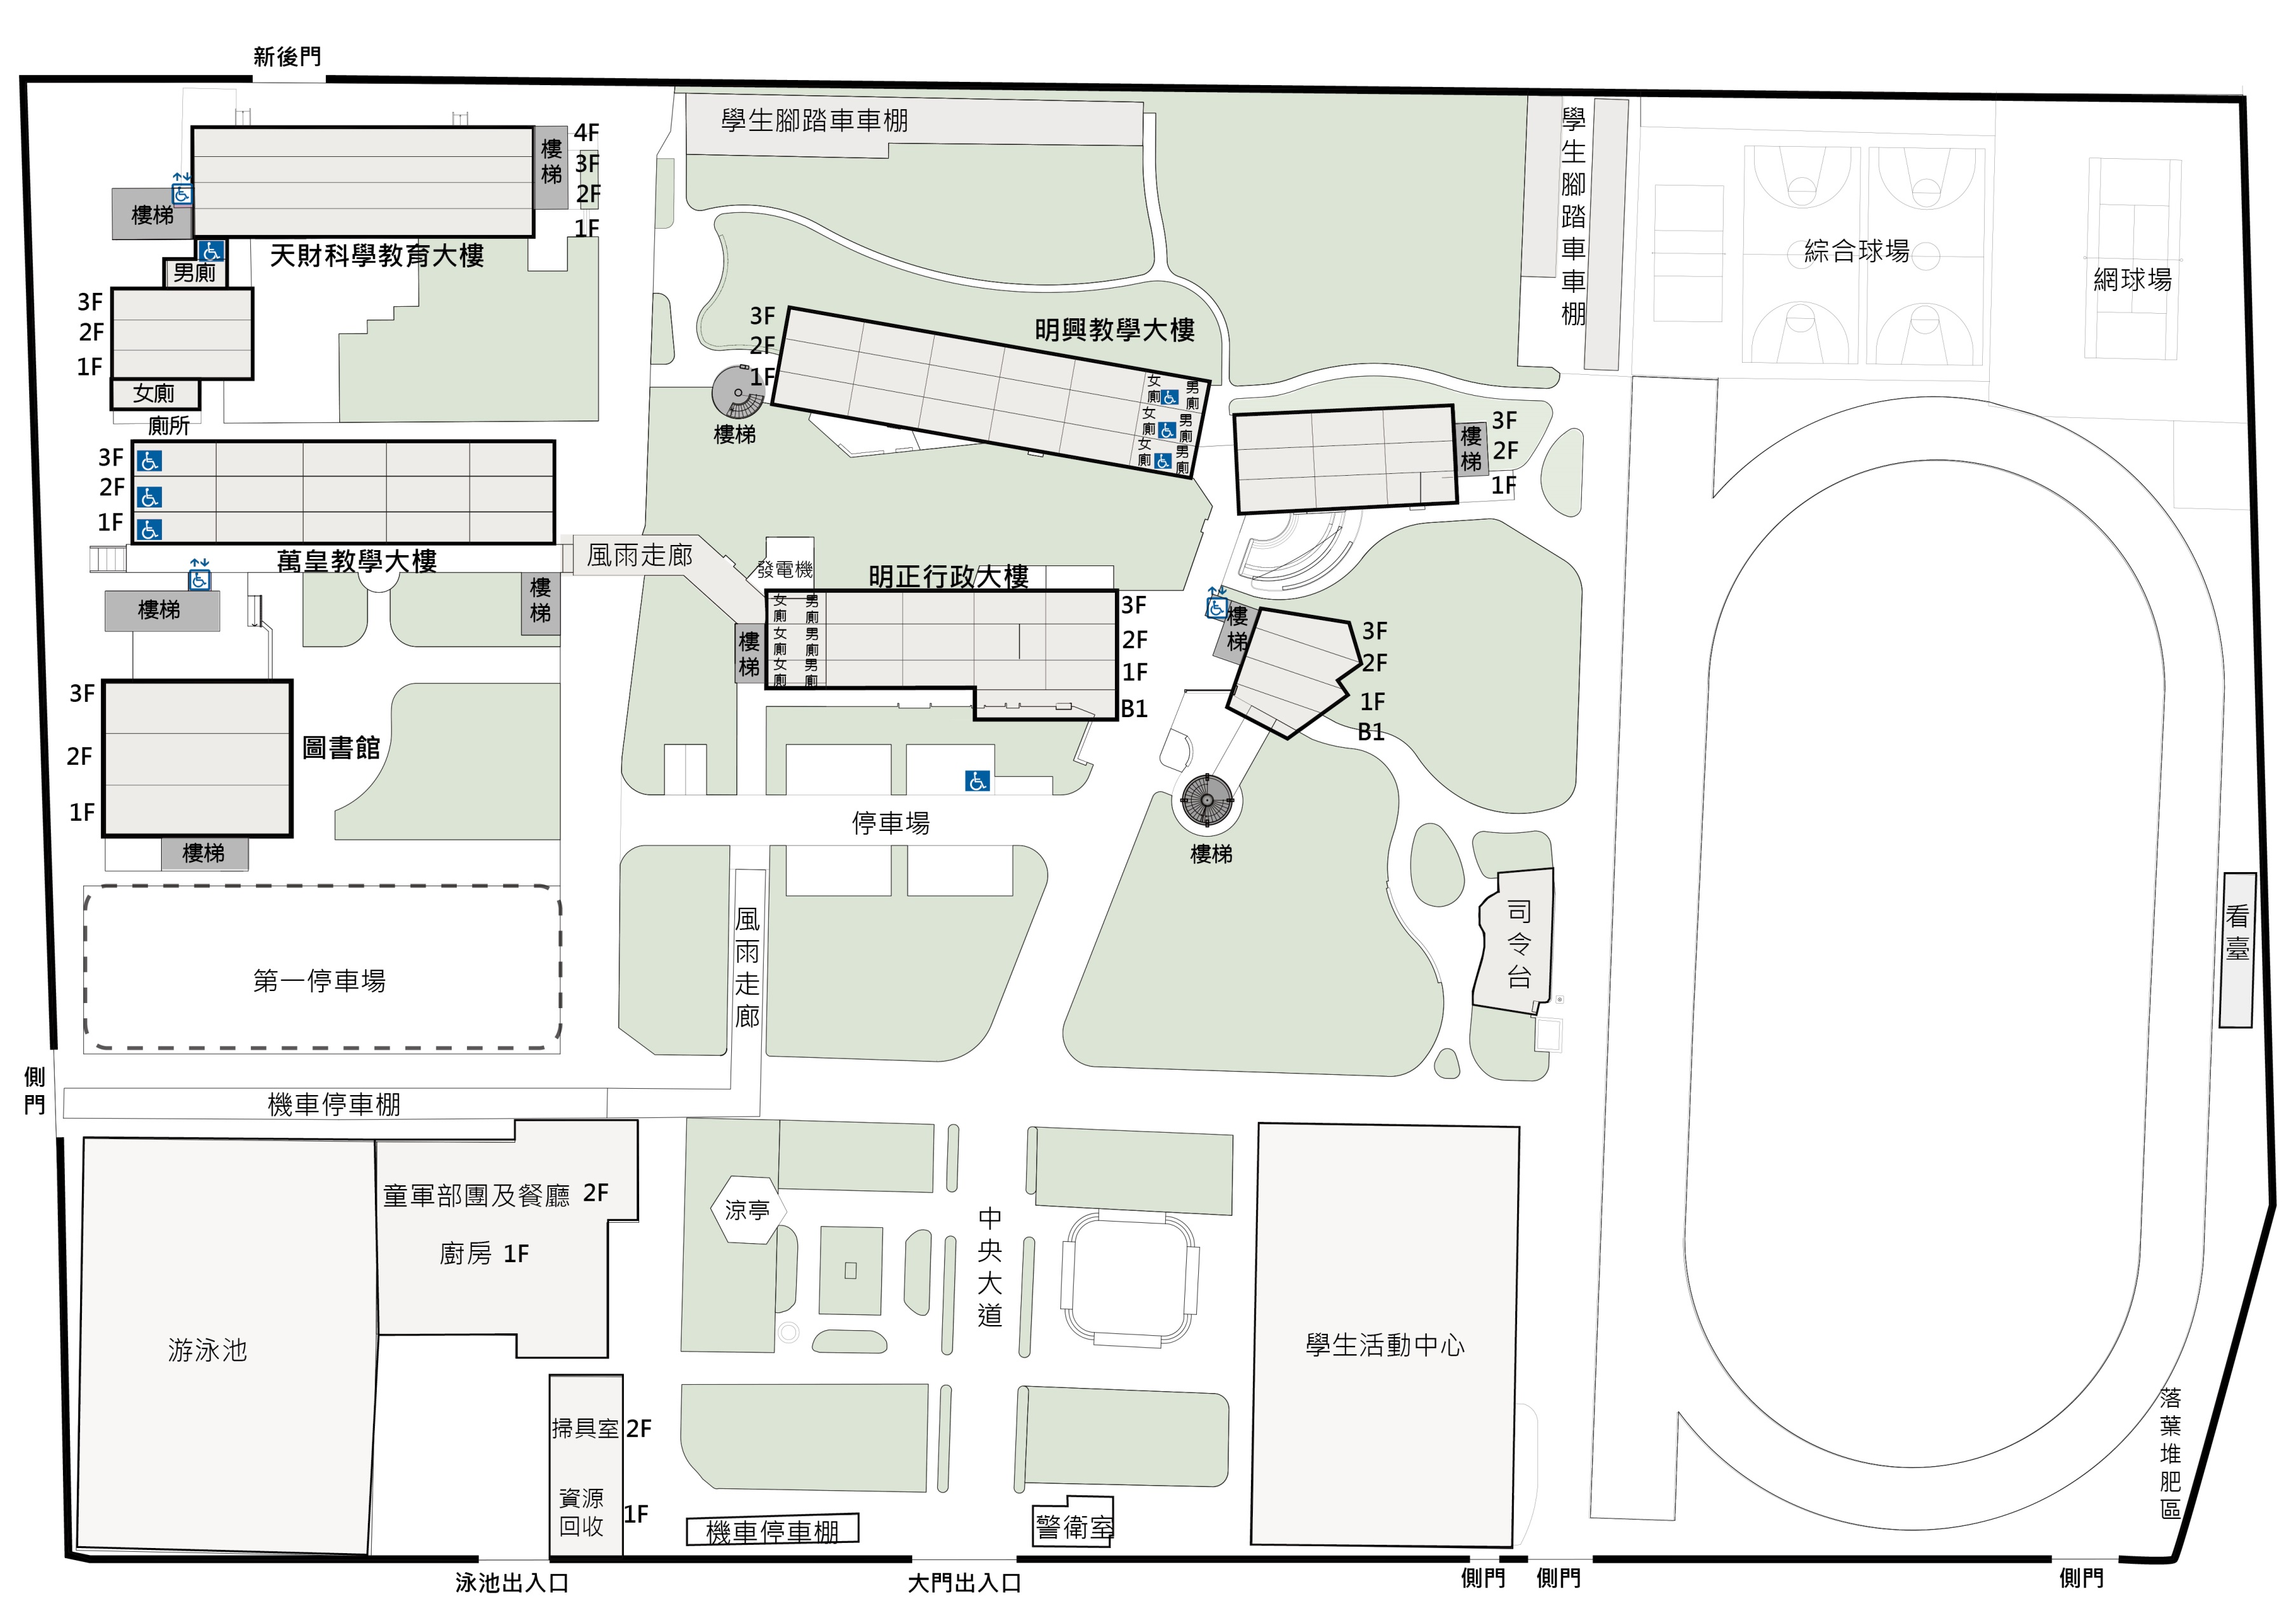 新後門
學生腳踏車車棚
學生腳踏車車棚
4F
3F
2F
1F
樓梯
樓梯
天財科學教育大樓
男廁
3F
2F
1F
女廁
廁所
綜合球場
網球場
明興教學大樓
3F
2F
1F
樓梯
女廁
男廁
女廁
男廁
女廁
男廁
樓梯
3F
2F
1F
3F
2F
1F
萬皇教學大樓
樓梯
樓梯
風雨走廊
發電機
明正行政大樓
女廁
男廁
女廁
男廁
女廁
男廁
樓梯
3F
2F
1F
B1
樓梯
3F
2F
1F
B1
樓梯
3F
2F
1F
圖書館
樓梯
停車場
風雨走廊
司令台
看臺
第一停車場
側門
機車停車棚
童軍部團及餐廳 2F
廚房 1F
游泳池
涼亭
中央大道
學生活動中心
掃具室 2F
資源回收 1F
機車停車棚
警衛室
落葉堆肥區
泳池出入口
大門出入口
側門
側門
側門